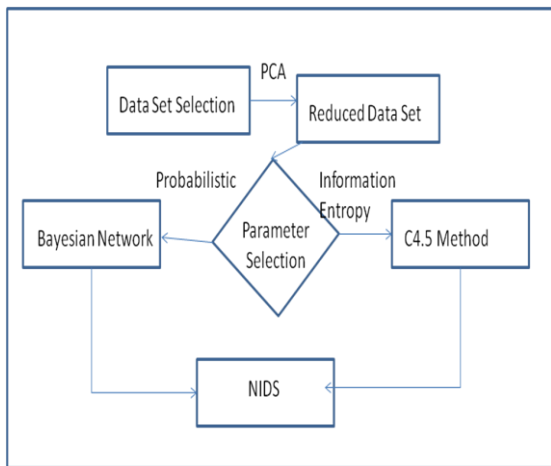 PCA
Data Set Selection
Reduced Data Set
Probabilistic
Information
Entropy
Bayesian Network
Parameter
Selection
C4.5 Method
NIDS